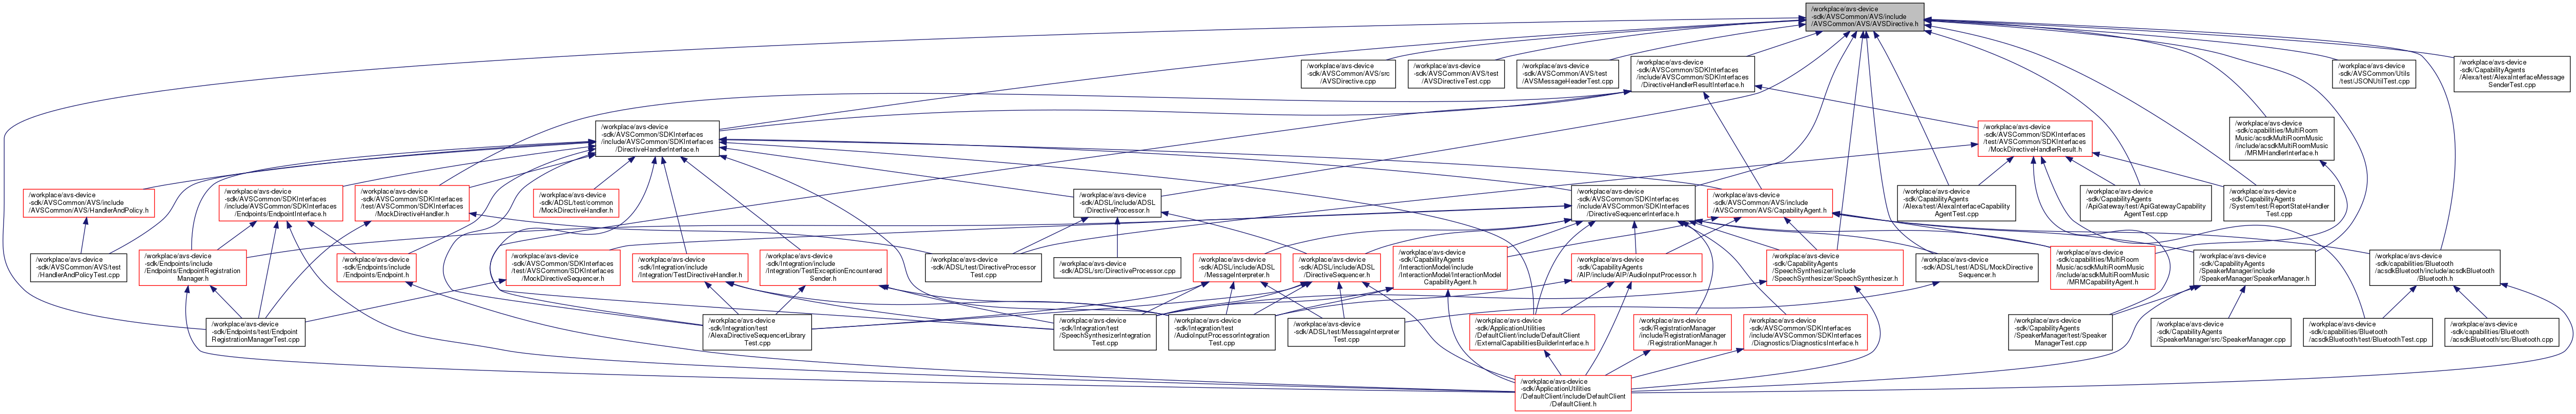 /workplace/avs-device
-sdk/AVSCommon/AVS/include
/AVSCommon/AVS/AVSDirective.h
/workplace/avs-device
-sdk/AVSCommon/AVS/src
/AVSDirective.cpp
/workplace/avs-device
-sdk/AVSCommon/AVS/test
/AVSDirectiveTest.cpp
/workplace/avs-device
-sdk/AVSCommon/AVS/test
/AVSMessageHeaderTest.cpp
/workplace/avs-device
-sdk/AVSCommon/SDKInterfaces
/include/AVSCommon/SDKInterfaces
/DirectiveHandlerResultInterface.h
/workplace/avs-device
-sdk/AVSCommon/Utils
/test/JSONUtilTest.cpp
/workplace/avs-device
-sdk/CapabilityAgents
/Alexa/test/AlexaInterfaceMessage
SenderTest.cpp
/workplace/avs-device
-sdk/AVSCommon/SDKInterfaces
/include/AVSCommon/SDKInterfaces
/DirectiveHandlerInterface.h
/workplace/avs-device
-sdk/AVSCommon/SDKInterfaces
/test/AVSCommon/SDKInterfaces
/MockDirectiveHandlerResult.h
/workplace/avs-device
-sdk/capabilities/MultiRoom
Music/acsdkMultiRoomMusic
/include/acsdkMultiRoomMusic
/MRMHandlerInterface.h
/workplace/avs-device
-sdk/AVSCommon/AVS/include
/AVSCommon/AVS/HandlerAndPolicy.h
/workplace/avs-device
-sdk/AVSCommon/SDKInterfaces
/include/AVSCommon/SDKInterfaces
/Endpoints/EndpointInterface.h
/workplace/avs-device
-sdk/AVSCommon/SDKInterfaces
/test/AVSCommon/SDKInterfaces
/MockDirectiveHandler.h
/workplace/avs-device
-sdk/ADSL/test/common
/MockDirectiveHandler.h
/workplace/avs-device
-sdk/ADSL/include/ADSL
/DirectiveProcessor.h
/workplace/avs-device
-sdk/AVSCommon/SDKInterfaces
/include/AVSCommon/SDKInterfaces
/DirectiveSequencerInterface.h
/workplace/avs-device
-sdk/AVSCommon/AVS/include
/AVSCommon/AVS/CapabilityAgent.h
/workplace/avs-device
-sdk/CapabilityAgents
/Alexa/test/AlexaInterfaceCapability
AgentTest.cpp
/workplace/avs-device
-sdk/CapabilityAgents
/ApiGateway/test/ApiGatewayCapability
AgentTest.cpp
/workplace/avs-device
-sdk/CapabilityAgents
/System/test/ReportStateHandler
Test.cpp
/workplace/avs-device
-sdk/AVSCommon/AVS/test
/HandlerAndPolicyTest.cpp
/workplace/avs-device
-sdk/Endpoints/include
/Endpoints/EndpointRegistration
Manager.h
/workplace/avs-device
-sdk/Endpoints/include
/Endpoints/Endpoint.h
/workplace/avs-device
-sdk/AVSCommon/SDKInterfaces
/test/AVSCommon/SDKInterfaces
/MockDirectiveSequencer.h
/workplace/avs-device
-sdk/Integration/include
/Integration/TestDirectiveHandler.h
/workplace/avs-device
-sdk/Integration/include
/Integration/TestExceptionEncountered
Sender.h
/workplace/avs-device
-sdk/ADSL/test/DirectiveProcessor
Test.cpp
/workplace/avs-device
-sdk/ADSL/src/DirectiveProcessor.cpp
/workplace/avs-device
-sdk/ADSL/include/ADSL
/MessageInterpreter.h
/workplace/avs-device
-sdk/ADSL/include/ADSL
/DirectiveSequencer.h
/workplace/avs-device
-sdk/CapabilityAgents
/InteractionModel/include
/InteractionModel/InteractionModel
CapabilityAgent.h
/workplace/avs-device
-sdk/CapabilityAgents
/AIP/include/AIP/AudioInputProcessor.h
/workplace/avs-device
-sdk/CapabilityAgents
/SpeechSynthesizer/include
/SpeechSynthesizer/SpeechSynthesizer.h
/workplace/avs-device
-sdk/ADSL/test/ADSL/MockDirective
Sequencer.h
/workplace/avs-device
-sdk/capabilities/MultiRoom
Music/acsdkMultiRoomMusic
/include/acsdkMultiRoomMusic
/MRMCapabilityAgent.h
/workplace/avs-device
-sdk/CapabilityAgents
/SpeakerManager/include
/SpeakerManager/SpeakerManager.h
/workplace/avs-device
-sdk/capabilities/Bluetooth
/acsdkBluetooth/include/acsdkBluetooth
/Bluetooth.h
/workplace/avs-device
-sdk/Endpoints/test/Endpoint
RegistrationManagerTest.cpp
/workplace/avs-device
-sdk/Integration/test
/AlexaDirectiveSequencerLibrary
Test.cpp
/workplace/avs-device
-sdk/Integration/test
/SpeechSynthesizerIntegration
Test.cpp
/workplace/avs-device
-sdk/Integration/test
/AudioInputProcessorIntegration
Test.cpp
/workplace/avs-device
-sdk/ADSL/test/MessageInterpreter
Test.cpp
/workplace/avs-device
-sdk/ApplicationUtilities
/DefaultClient/include/DefaultClient
/ExternalCapabilitiesBuilderInterface.h
/workplace/avs-device
-sdk/RegistrationManager
/include/RegistrationManager
/RegistrationManager.h
/workplace/avs-device
-sdk/AVSCommon/SDKInterfaces
/include/AVSCommon/SDKInterfaces
/Diagnostics/DiagnosticsInterface.h
/workplace/avs-device
-sdk/CapabilityAgents
/SpeakerManager/test/Speaker
ManagerTest.cpp
/workplace/avs-device
-sdk/CapabilityAgents
/SpeakerManager/src/SpeakerManager.cpp
/workplace/avs-device
-sdk/capabilities/Bluetooth
/acsdkBluetooth/test/BluetoothTest.cpp
/workplace/avs-device
-sdk/capabilities/Bluetooth
/acsdkBluetooth/src/Bluetooth.cpp
/workplace/avs-device
-sdk/ApplicationUtilities
/DefaultClient/include/DefaultClient
/DefaultClient.h